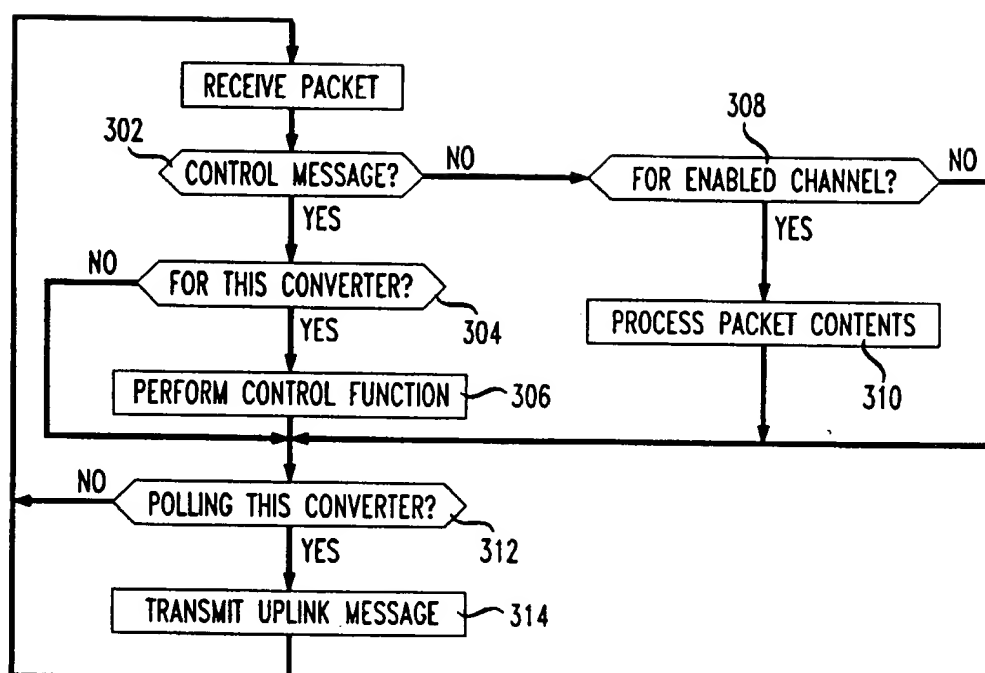 RECEIVE PACKET
302
CONTROL MESSAGE?
NO
308
FOR ENABLED CHANNEL?
NO
YES
YES
NO
FOR THIS CONVERTER?
304
YES
PROCESS PACKET CONTENTS
310
PERFORM CONTROL FUNCTION
306
NO
POLLING THIS CONVERTER?
312
YES
TRANSMIT UPLINK MESSAGE
314